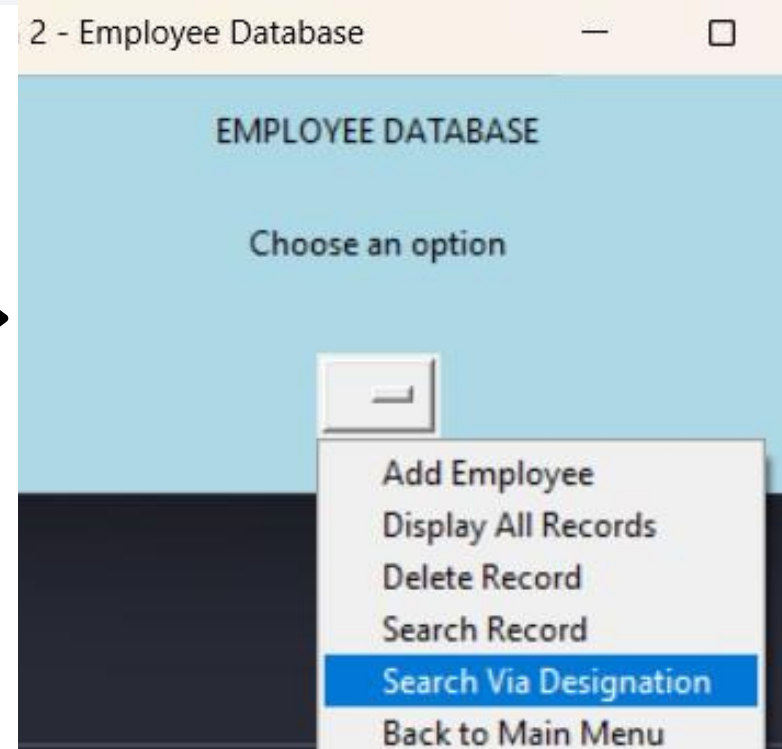 2 - Employee Database
EMPLOYEE DATABASE
Choose an option
Add Employee
Display All Records
Delete Record
Search Record
Search Via Designation
Back to Main Menu